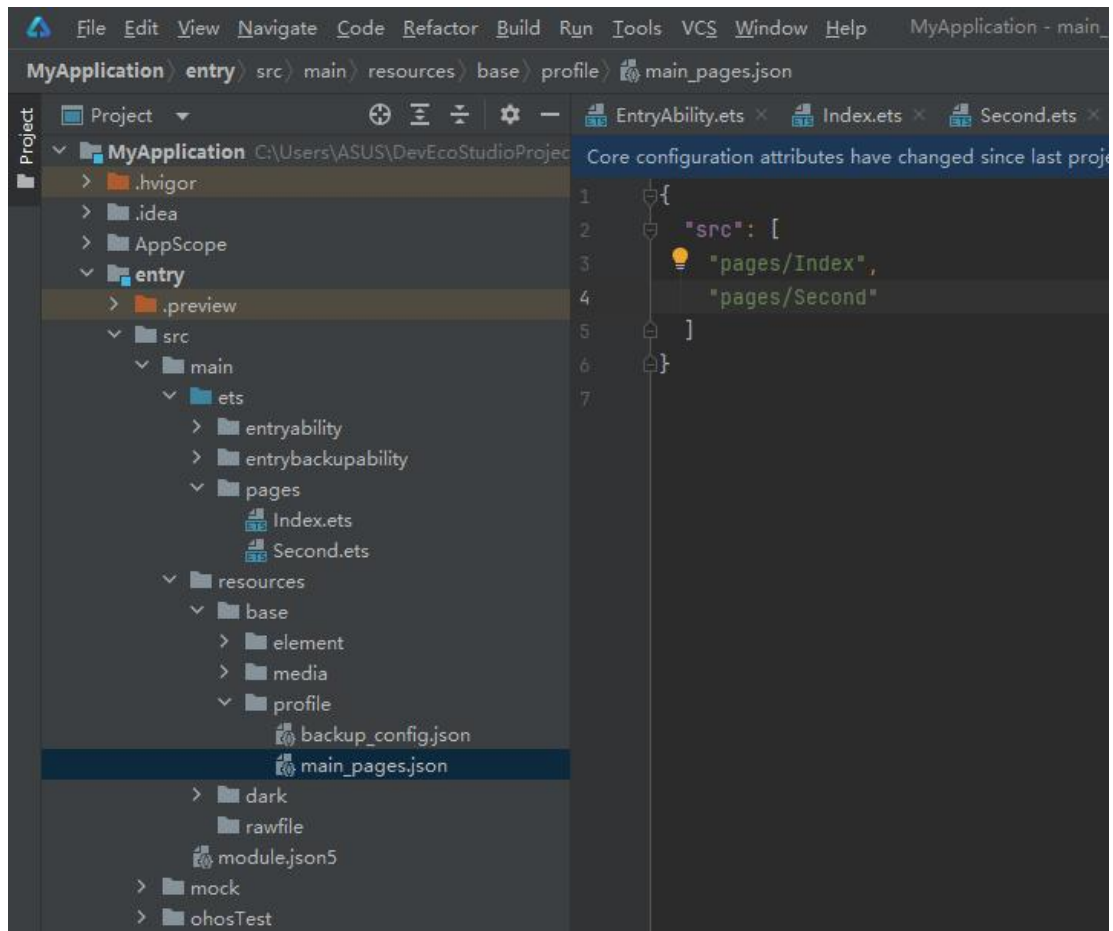 File Edit View Navigate Code Refactor Build Run Tools VCS Window Help MyApplication - main_
MyApplication entry src main resources base profile main_pages.json
Project
Project
EntryAbility.ets Index.ets Second.ets
MyApplication C:\Users\ASUS\DevEcoStudioProjec
Core configuration attributes have changed since last proje
.hvigor
.idea
AppScope
entry
.preview
src
main
ets
entryability
entrybackupability
pages
Index.ets
Second.ets
resources
base
element
media
profile
backup_config.json
main_pages.json
dark
rawfile
module.json5
mock
ohosTest
1 {
2 "src": [
3 "pages/Index",
4 "pages/Second"
5 ]
6 }
7